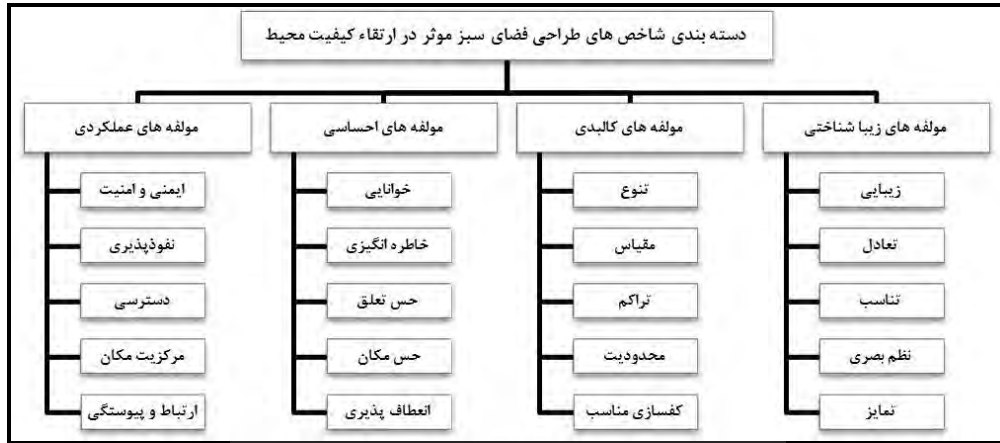 دسته بندی شاخص های طراحی فضای سبز موثر در ارتقاء کیفیت محیط
مولفه های زیبا شناختی
زیبایی
تعادل
تناسب
نظم بصری
تمایز
مولفه های کالبدی
تنوع
مقیاس
تراکم
محدودیت
کفسازی مناسب
مولفه های احساسی
خوانایی
خاطره انگیزی
حس تعلق
حس مکان
انعطاف پذیری
مولفه های عملکردی
ایمنی و امنیت
نفوذپذیری
دسترسی
مرکزیت مکان
ارتباط و پیوستگی